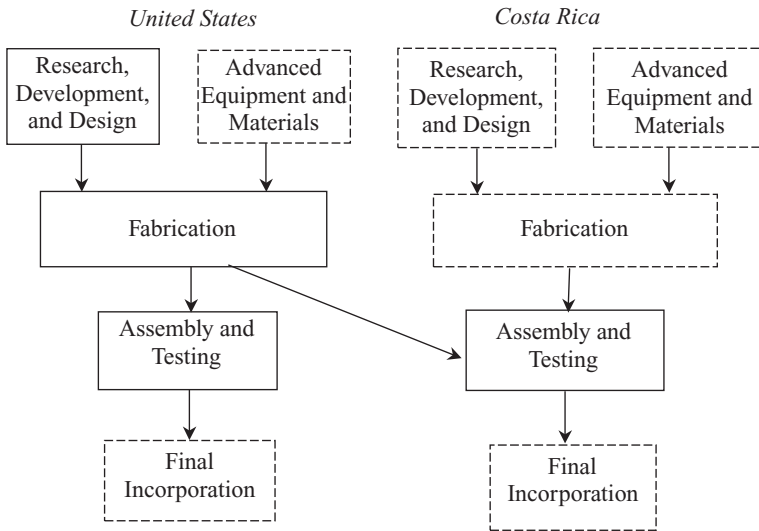 United States
Costa Rica
Research,
Development,
and Design
Advanced
Equipment and
Materials
Research,
Development,
and Design
Advanced
Equipment and
Materials
Fabrication
Fabrication
Assembly and
Testing
Assembly and
Testing
Final
Incorporation
Final
Incorporation